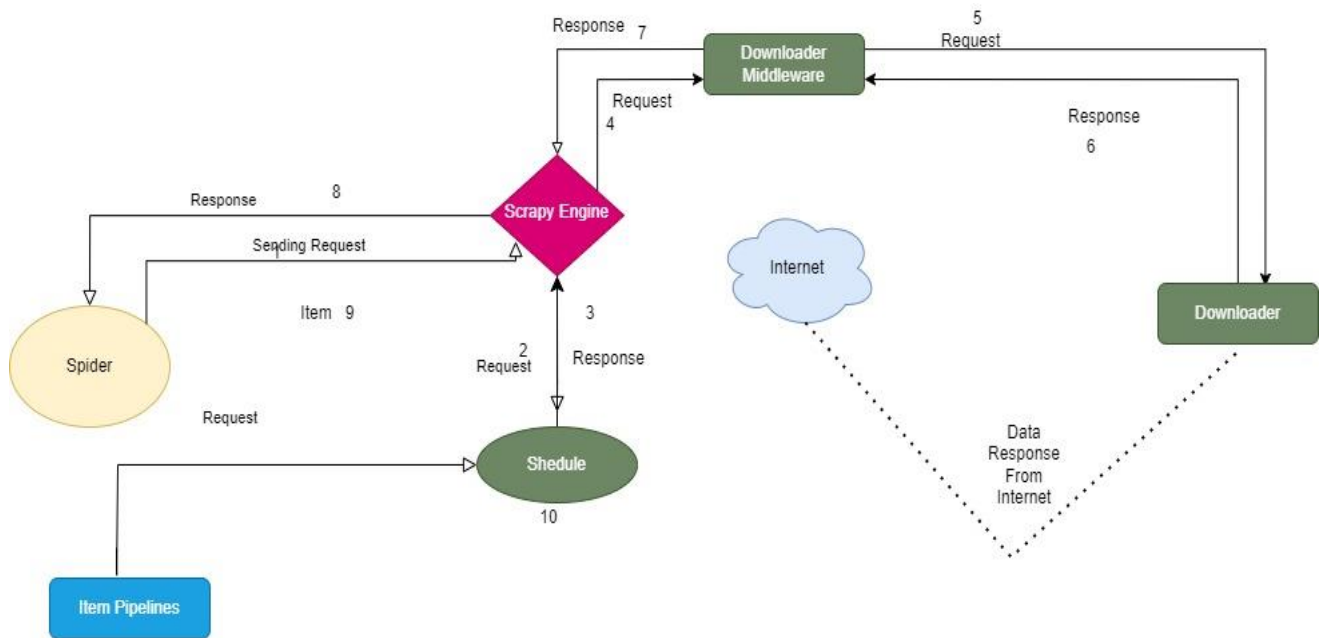 5
Response 7
Downloader
Middleware
Request
Request
4
Response
6
8
Response
Scrapy Engine
Sending Request
1
Internet
Item 9
3
Downloader
2
Request
Response
Spider
Request
Data
Response
From
Internet
Shedule
10
Item Pipelines